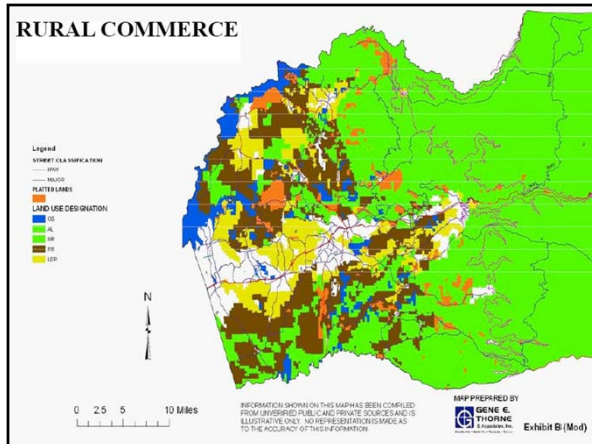 RURAL COMMERCE
Legend
STREET CLASSIFICATION
HWY
MAJOR
PLATTED LANDS
LAND USE DESIGNATION
OS
AL
NR
RR
LDR
N
0 2.5 5 10 Miles
INFORMATION SHOWN ON THIS MAP HAS BEEN COMPILED
FROM UNVERIFIED PUBLIC AND PRIVATE SOURCES AND IS
ILLUSTRATIVE ONLY. NO REPRESENTATION IS MADE AS
TO THE ACCURACY OF THIS INFORMATION.
MAP PREPARED BY
GENE E.
THORNE
& Associates, Inc.
Exhibit B (Mod)